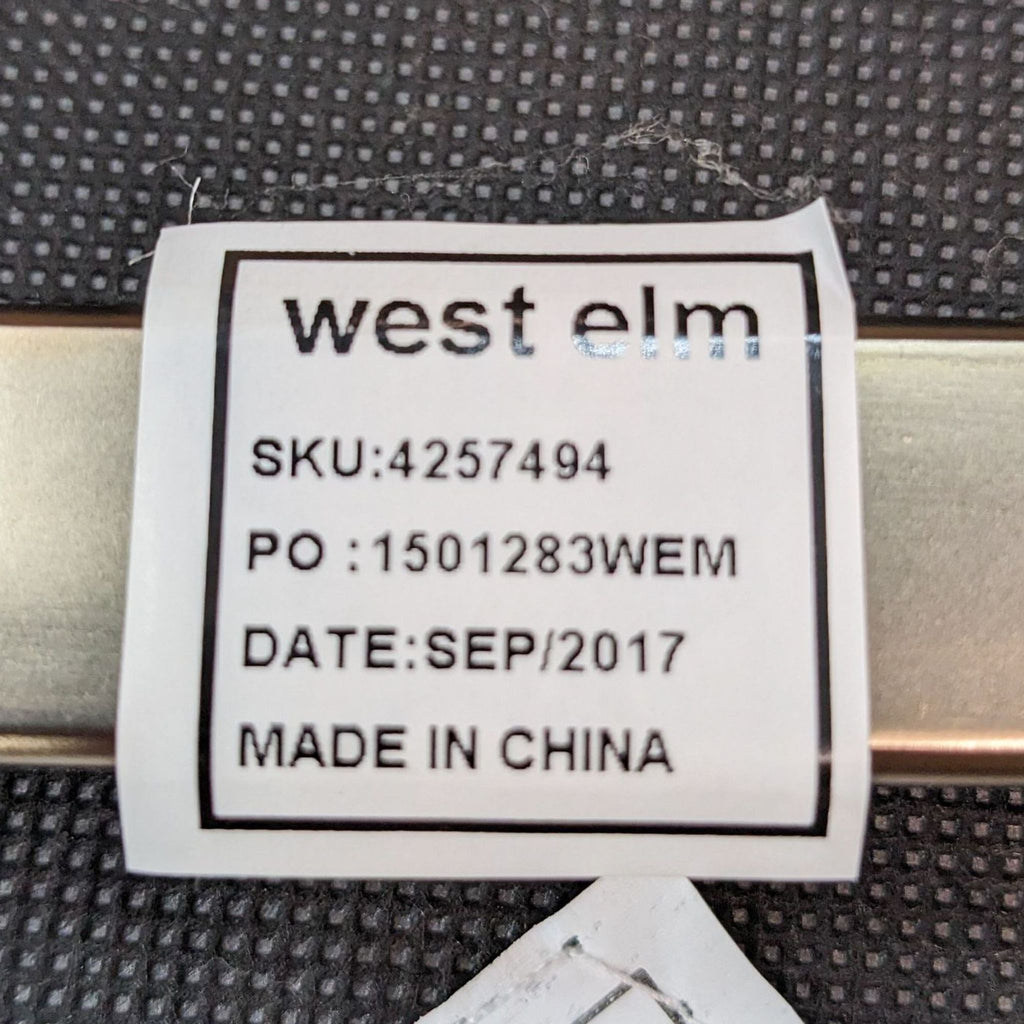 west elm
SKU:4257494
PO :1501283WEM
DATE:SEP/2017
MADE IN CHINA